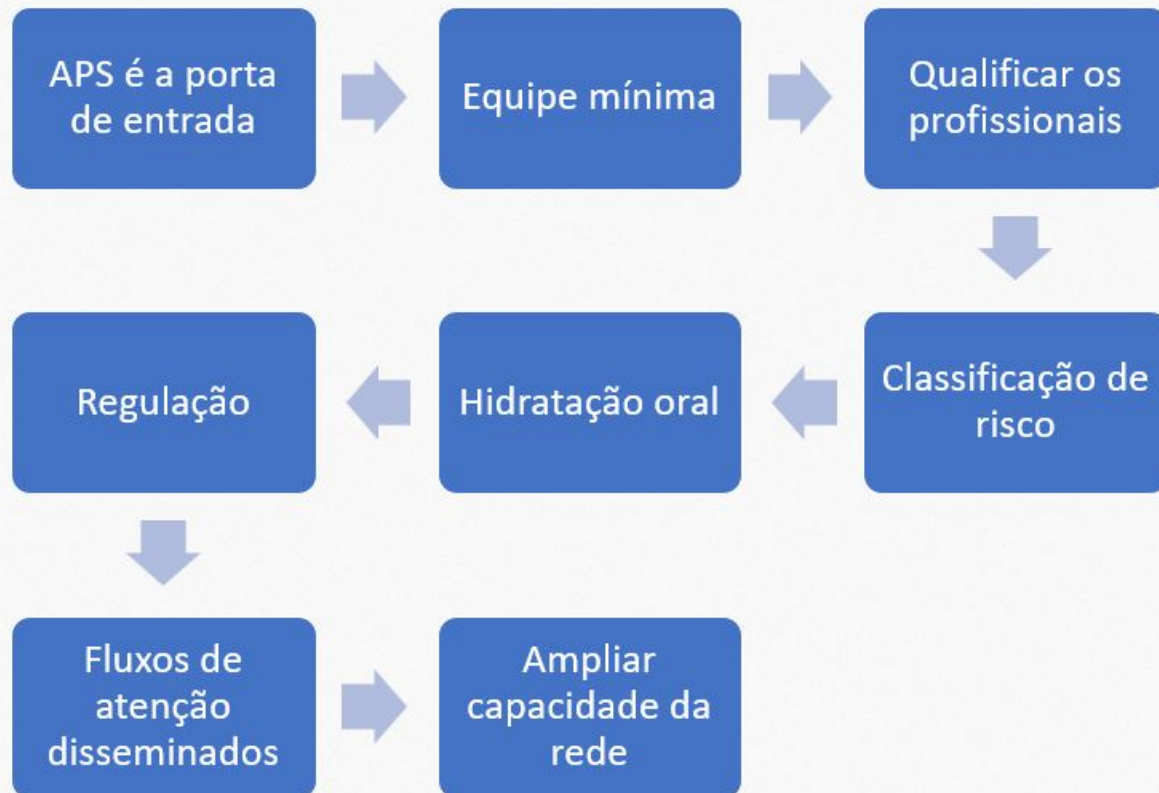 APS é a porta
de entrada
Equipe mínima
Qualificar os
profissionais
Classificação de
risco
Hidratação oral
Regulação
Fluxos de
atenção
disseminados
Ampliar
capacidade da
rede